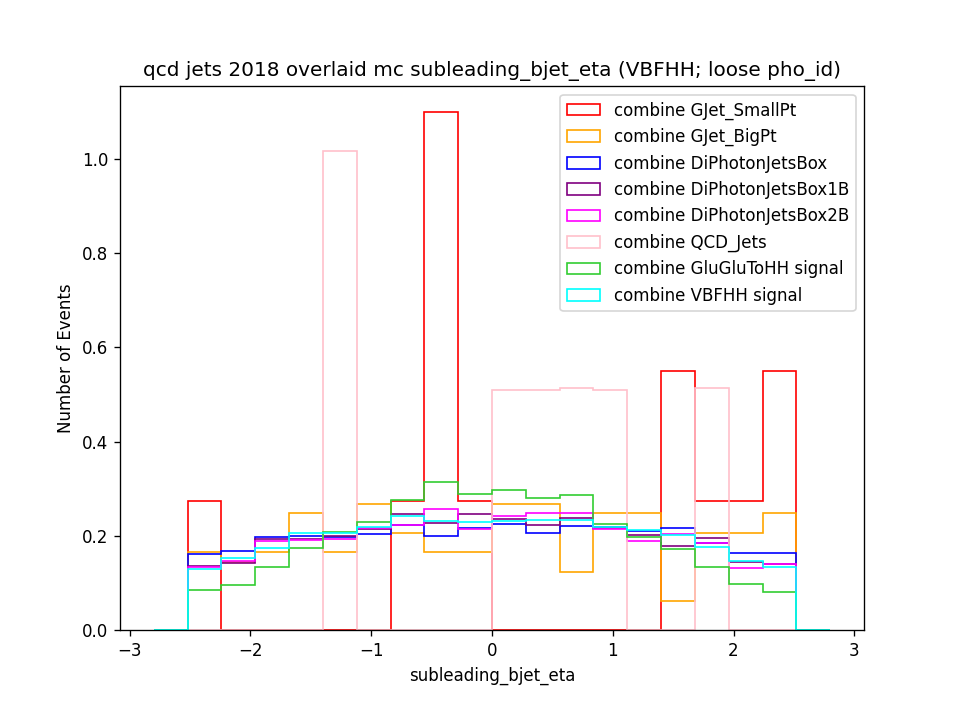 qcd jets 2018 overlaid mc subleading_bjet_eta (VBFHH; loose pho_id)
combine GJet_SmallPt
combine GJet_BigPt
combine DiPhotonJetsBox
combine DiPhotonJetsBox1B
combine DiPhotonJetsBox2B
combine QCD_Jets
combine GluGluToHH signal
combine VBFHH signal
Number of Events
1.0
0.8
0.6
0.4
0.2
0.0
−3 −2 −1 0 1 2 3
subleading_bjet_eta